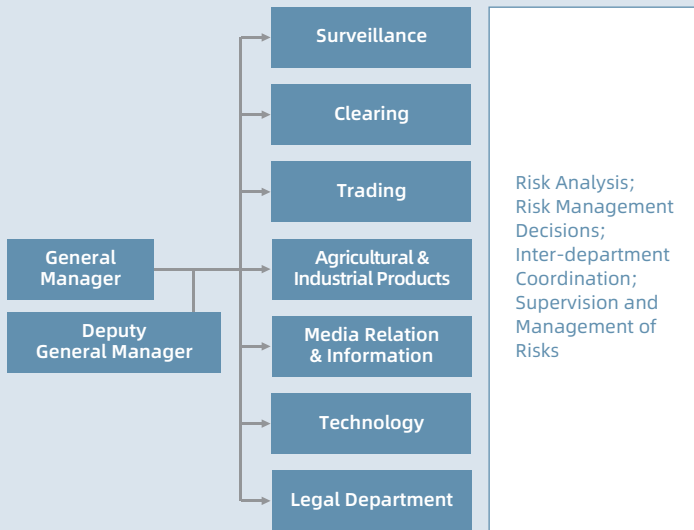 Surveillance
Clearing
Trading
General
Manager
Deputy
General Manager
Agricultural &
Industrial Products
Media Relation
& Information
Technology
Legal Department
Risk Analysis;
Risk Management
Decisions;
Inter-department
Coordination;
Supervision and
Management of
Risks